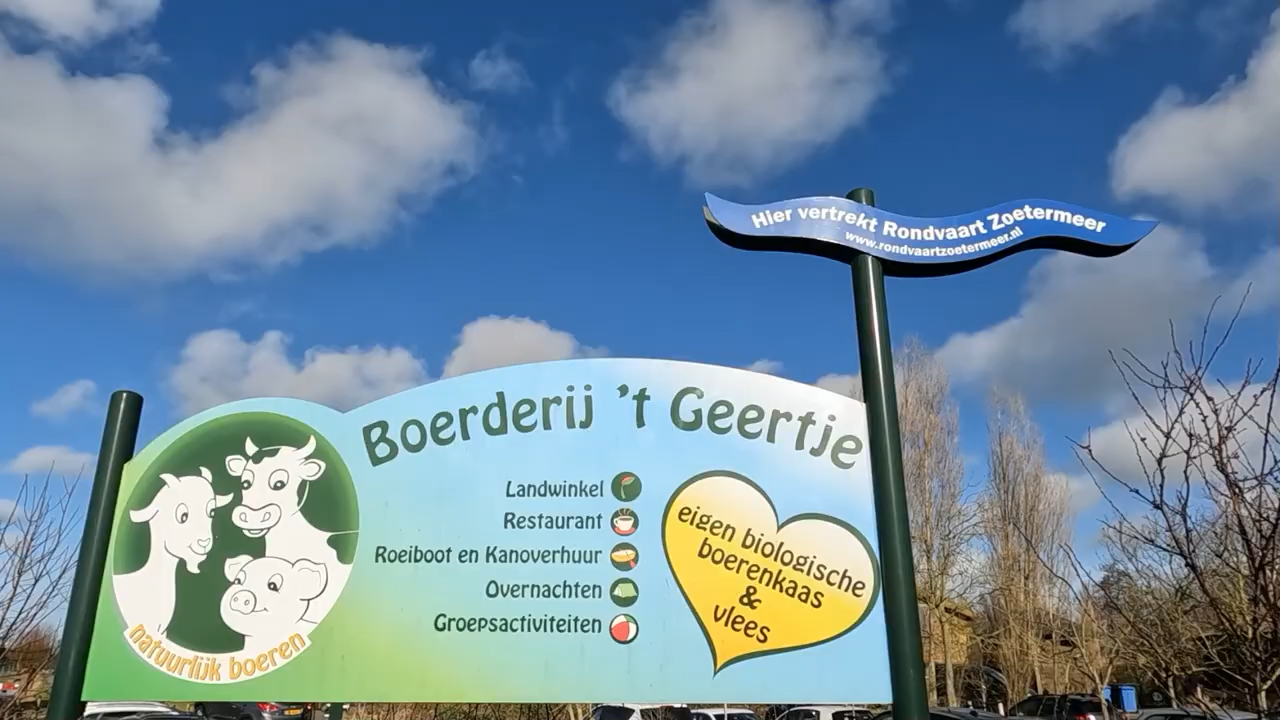 Hier vertrekt Rondvaart Zoetermeer
www.rondvaartzoetermeer.nl
Boerderij 't Geertje
Landwinkel
Restaurant
Roeiboot en Kanoverhuur
Overnachten
Groepsactiviteiten
eigen biologische
boerenkaas
&
vlees
natuurlijk boeren